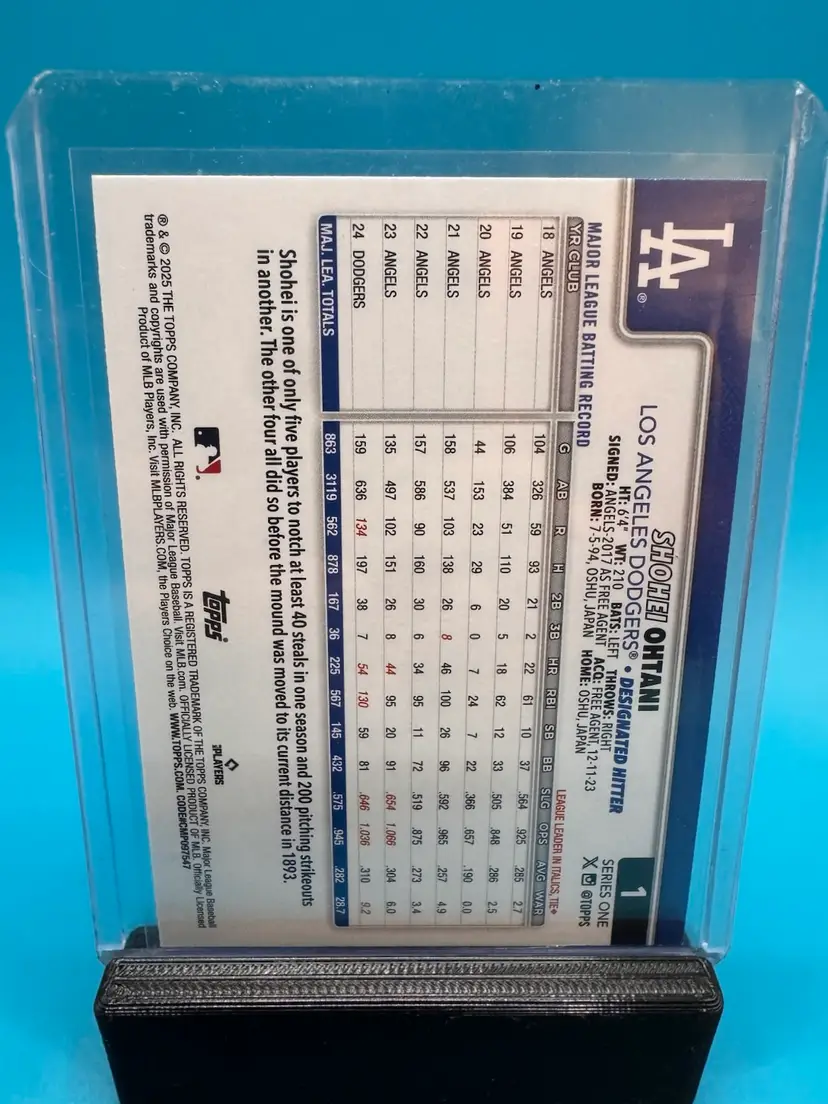 LA ®
SHOHEI OHTANI
LOS ANGELES DODGERS® • DESIGNATED HITTER
HT: 6'4" WT: 210 BATS: LEFT THROWS: RIGHT
SIGNED: ANGELS-2017 AS FREE AGENT ACQ: FREE AGENT, 12-11-23
BORN: 7-5-94, OSHU, JAPAN HOME: OSHU, JAPAN
1
SERIES ONE
X @TOPPS
MAJOR LEAGUE BATTING RECORD
LEAGUE LEADER IN ITALICS, TIE♦
YR CLUB G AB R H 2B 3B HR RBI SB BB SLG OPS AVG WAR
18 ANGELS 104 326 59 93 21 2 22 61 10 37 .564 .925 .285 2.7
19 ANGELS 106 384 51 110 20 5 18 62 12 33 .505 .848 .286 2.5
20 ANGELS 44 153 23 29 6 0 7 24 7 22 .366 .657 .190 0.0
21 ANGELS 158 537 103 138 26 8 46 100 26 96 .592 .965 .257 4.9
22 ANGELS 157 586 90 160 30 6 34 95 11 72 .519 .875 .273 3.4
23 ANGELS 135 497 102 151 26 8 44 95 20 91 .654 1.066 .304 6.0
24 DODGERS 159 636 134 197 38 7 54 130 59 81 .646 1.036 .310 9.2
MAJ. LEA. TOTALS 863 3119 562 878 167 36 225 567 145 432 .575 .945 .282 28.7
Shohei is one of only five players to notch at least 40 steals in one season and 200 pitching strikeouts
in another. The other four all did so before the mound was moved to its current distance in 1893.
topps
PLAYERS
® & © 2025 THE TOPPS COMPANY, INC. ALL RIGHTS RESERVED. TOPPS IS A REGISTERED TRADEMARK OF THE TOPPS COMPANY, INC. Major League Baseball
trademarks and copyrights are used with permission of Major League Baseball. Visit MLB.com. OFFICIALLY LICENSED PRODUCT OF MLB. Officially Licensed
Product of MLB Players, Inc. Visit MLBPLAYERS.COM, the Players Choice on the web. WWW.TOPPS.COM. CODE#CMP097547